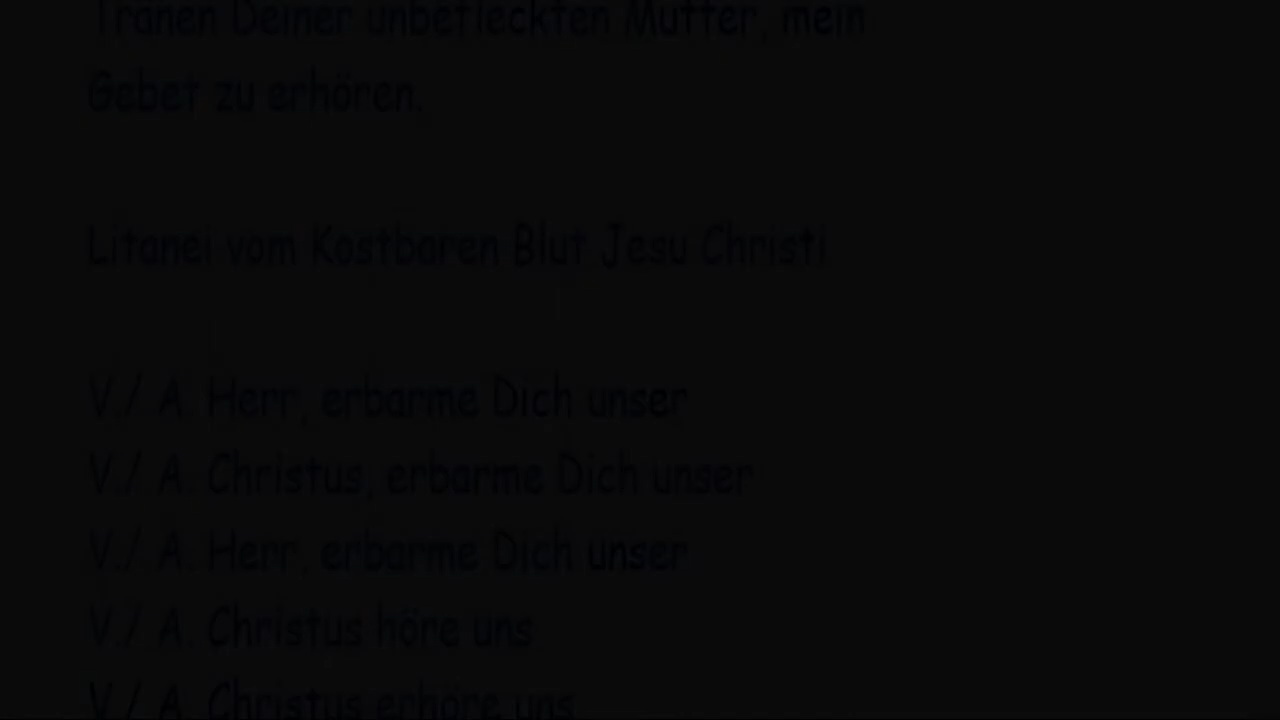 Tränen Deiner unbefleckten Mutter, mein
Gebet zu erhören.
Litanei vom Kostbaren Blut Jesu Christi
V./ A. Herr, erbarme Dich unser
V./ A. Christus, erbarme Dich unser
V./ A. Herr, erbarme Dich unser
V./ A. Christus höre uns
V./ A. Christus erhöre uns